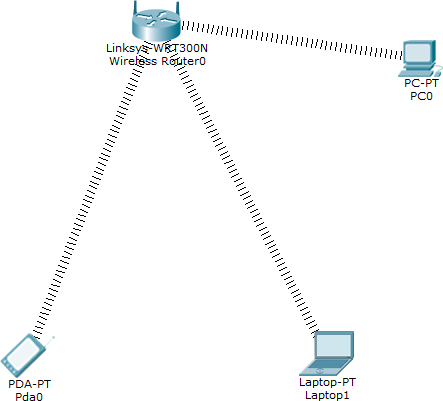 Linksys-WRT300N
Wireless Router0
PC-PT
PC0
PDA-PT
Pda0
Laptop-PT
Laptop1